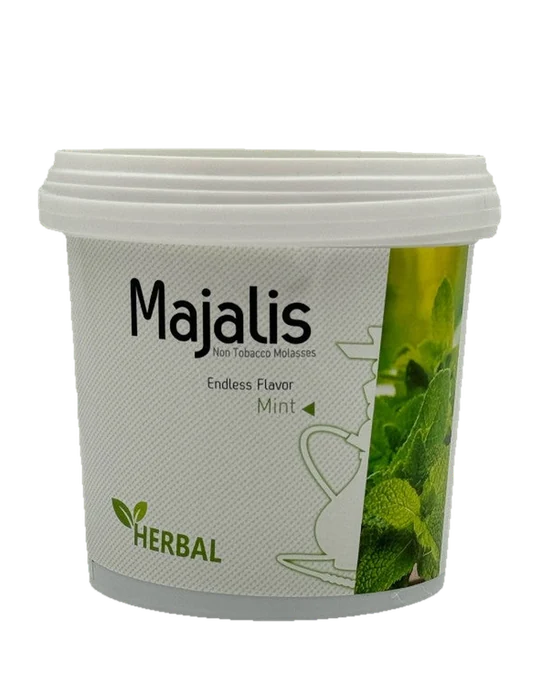 Majalis
Non Tobacco Molasses
Endless Flavor
Mint
HERBAL